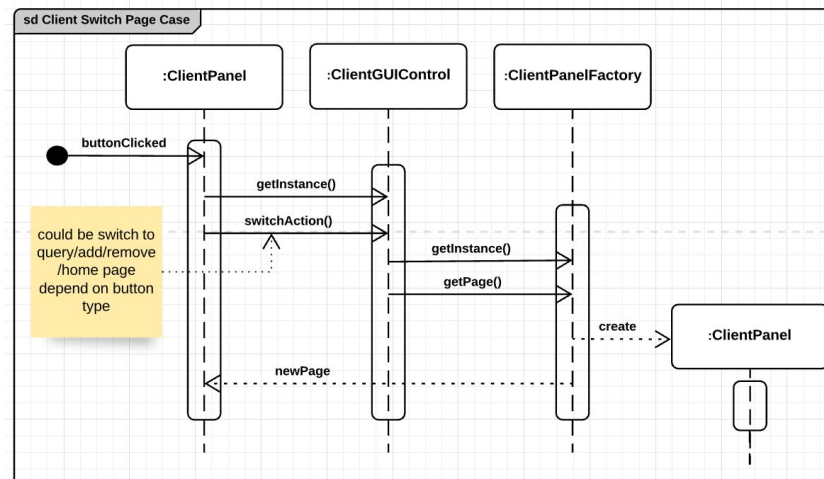 sd Client Switch Page Case
:ClientPanel
:ClientGUIControl
:ClientPanelFactory
buttonClicked
getInstance()
switchAction()
could be switch to
query/add/remove
/home page
depend on button
type
getInstance()
getPage()
create
:ClientPanel
newPage